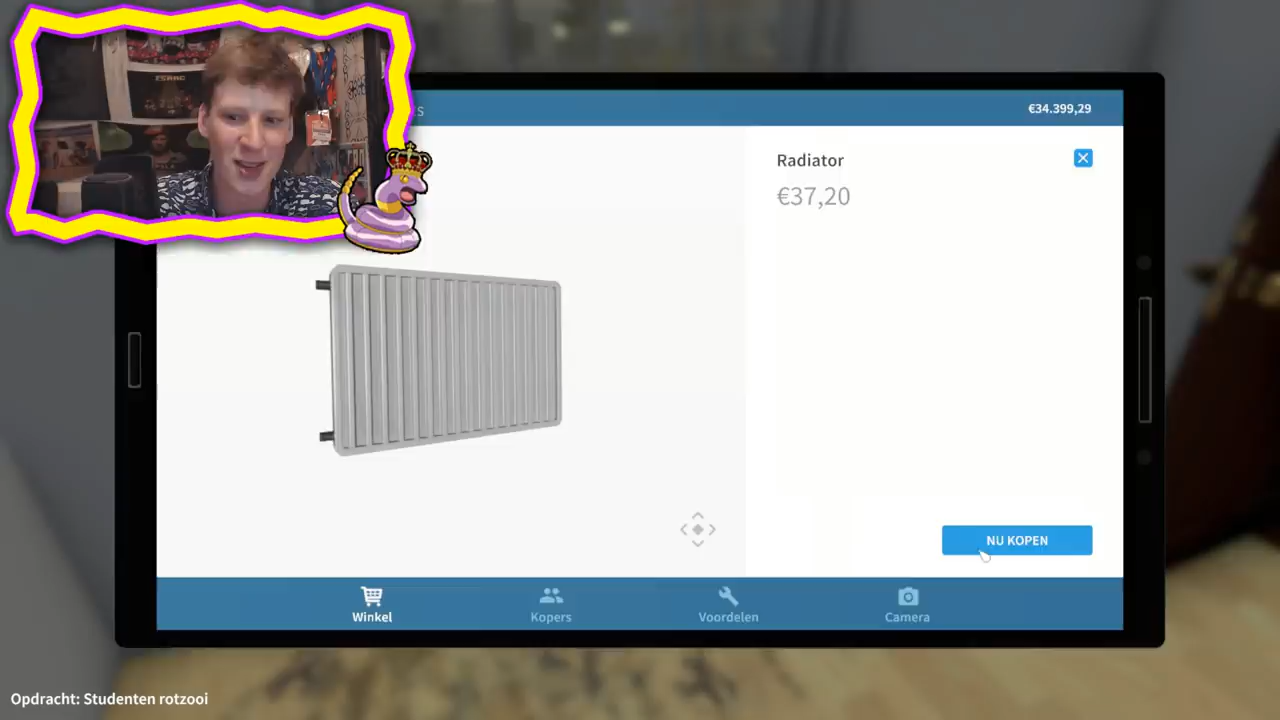 €34.399,29
Radiator
€37,20
NU KOPEN
Winkel
Kopers
Voordelen
Camera
Opdracht: Studenten rotzooi